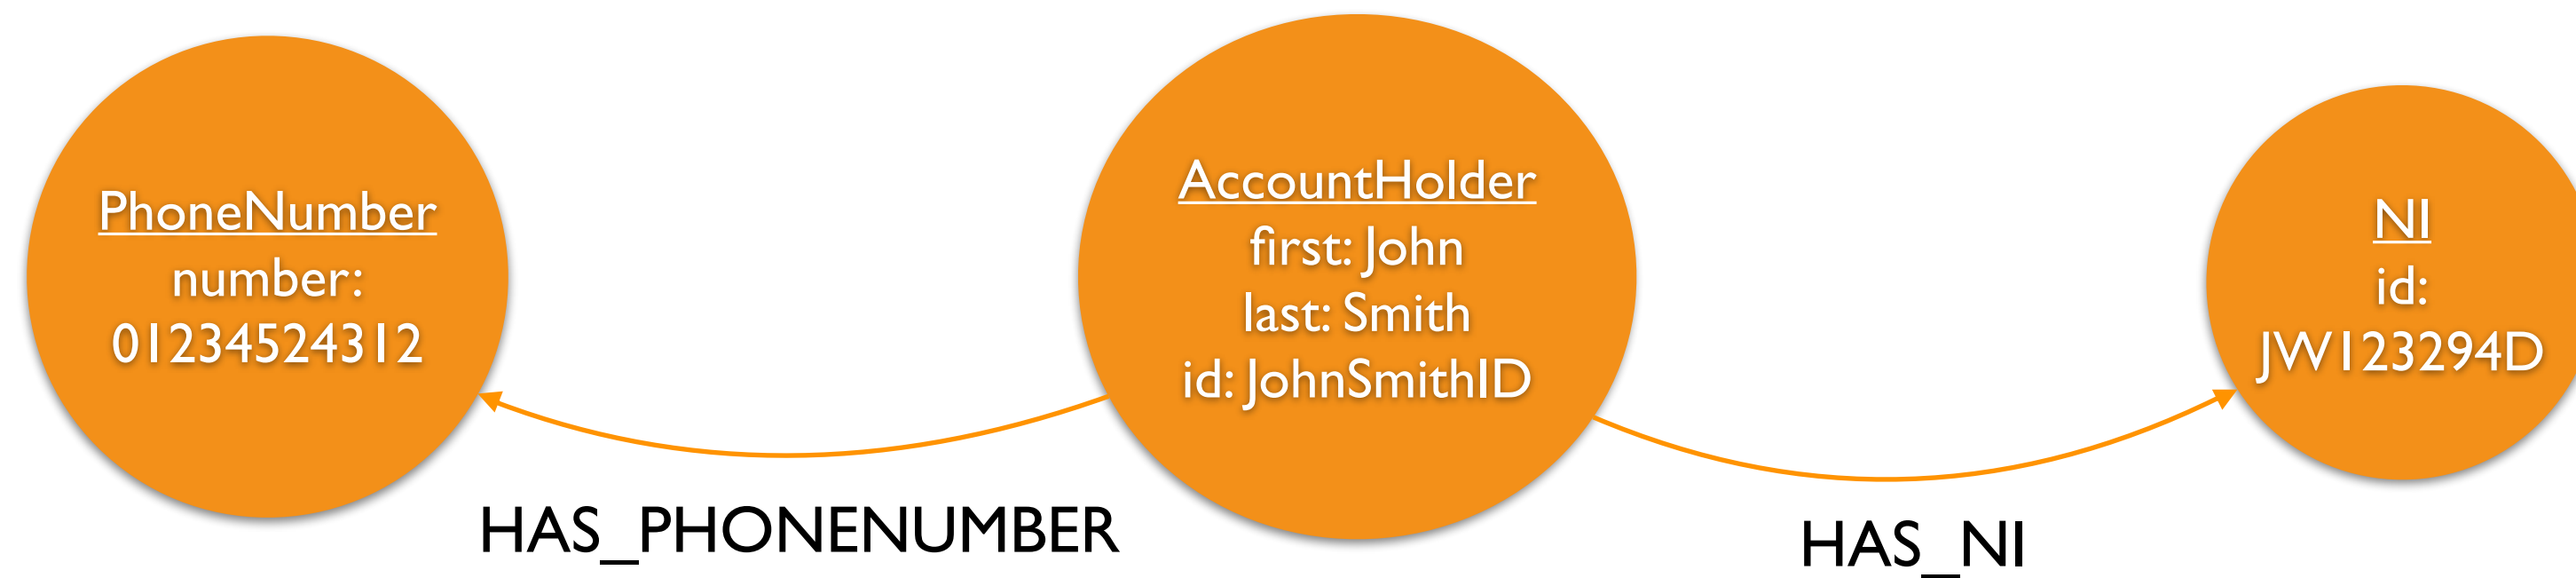 PhoneNumber
number:
01234524312
HAS_PHONENUMBER
AccountHolder
first: John
last: Smith
id: JohnSmithID
HAS_NI
NI
id:
JW123294D